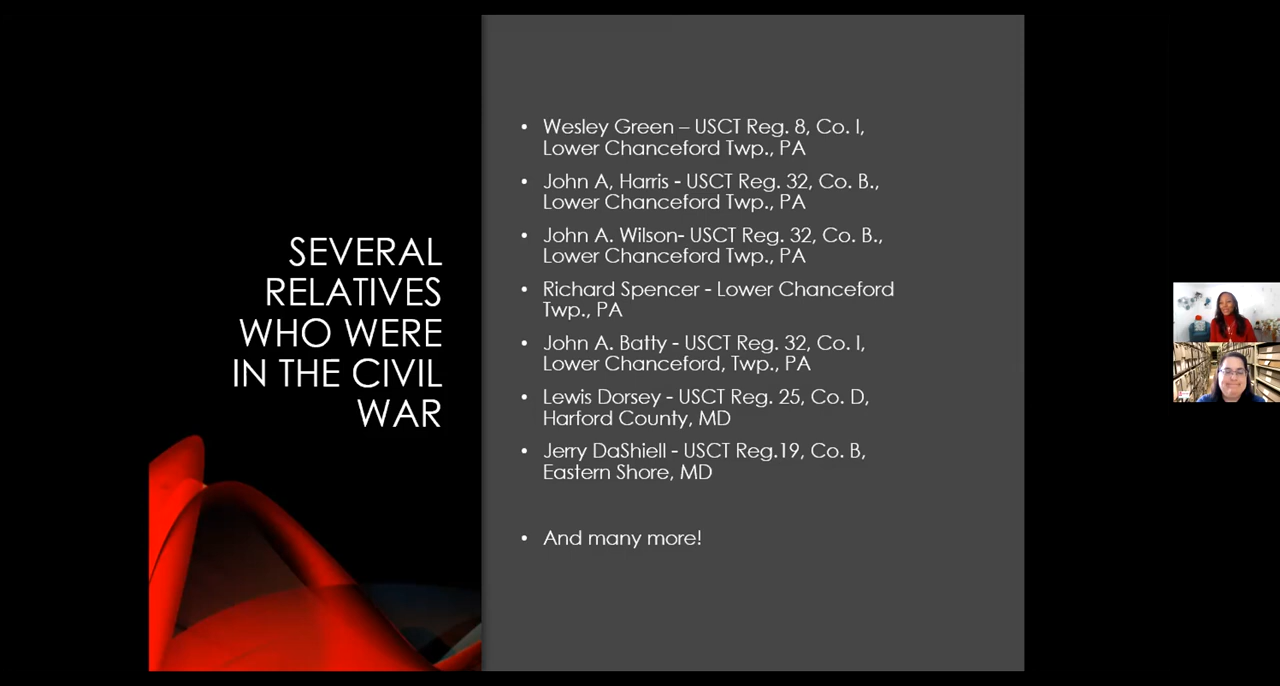 SEVERAL
RELATIVES
WHO WERE
IN THE CIVIL
WAR
• Wesley Green – USCT Reg. 8, Co. I,
Lower Chanceford Twp., PA
• John A, Harris - USCT Reg. 32, Co. B.,
Lower Chanceford Twp., PA
• John A. Wilson- USCT Reg. 32, Co. B.,
Lower Chanceford Twp., PA
• Richard Spencer - Lower Chanceford
Twp., PA
• John A. Batty - USCT Reg. 32, Co. I,
Lower Chanceford, Twp., PA
• Lewis Dorsey - USCT Reg. 25, Co. D,
Harford County, MD
• Jerry DaShiell - USCT Reg.19, Co. B,
Eastern Shore, MD
• And many more!